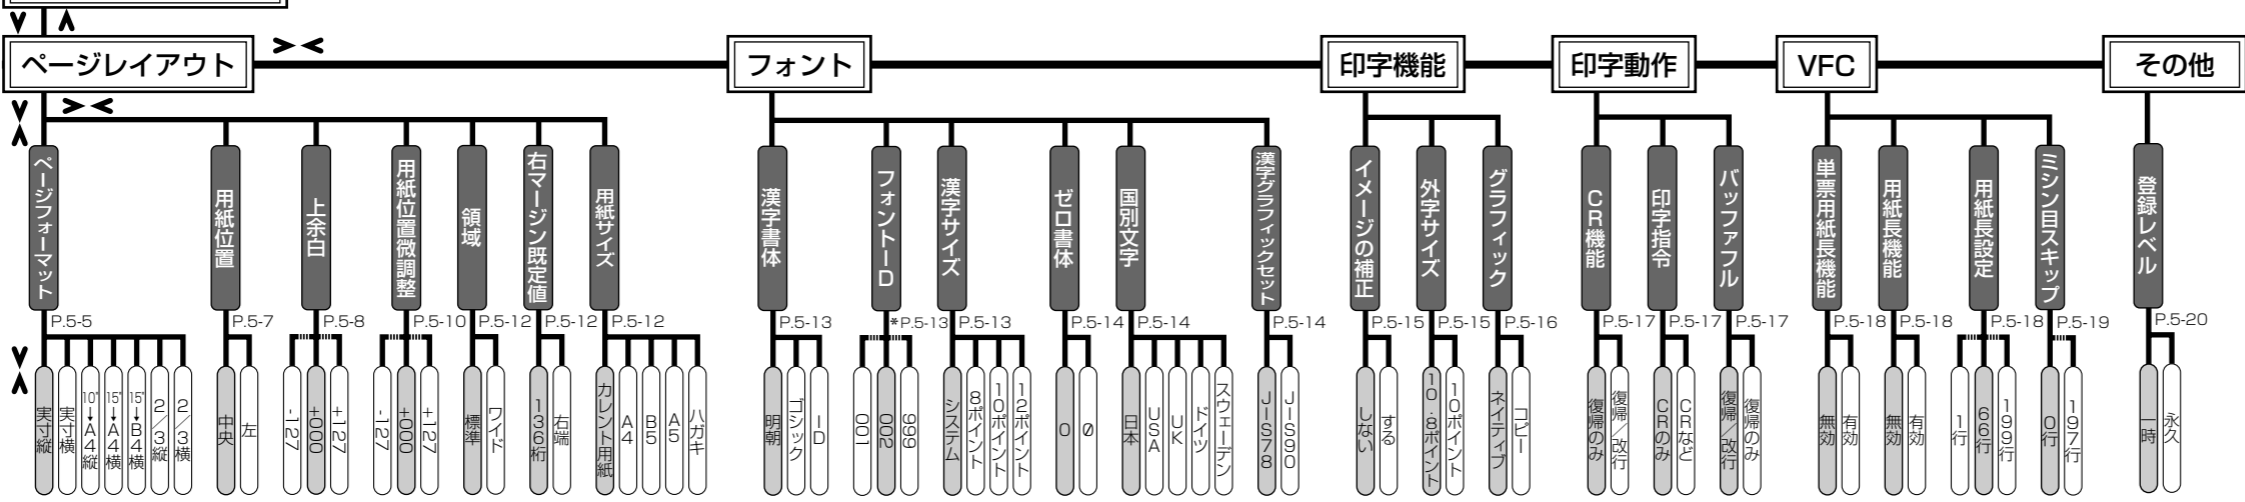 ページレイアウト
フォント
印字機能
印字動作
VFC
その他
ページフォーマット
用紙位置
上余白
用紙位置微調整
領域
右マージン既定値
用紙サイズ
漢字書体
フォントID
漢字サイズ
ゼロ書体
国別文字
漢字グラフィックセット
イメージの補正
外字サイズ
グラフィック
CR機能
印字指令
バッファフル
単票用紙長機能
用紙長機能
用紙長設定
ミシン目スキップ
登録レベル
P.5-5
P.5-7
P.5-8
P.5-10
P.5-12
P.5-12
P.5-12
P.5-13
*P.5-13
P.5-13
P.5-14
P.5-14
P.5-14
P.5-15
P.5-15
P.5-16
P.5-17
P.5-17
P.5-17
P.5-18
P.5-18
P.5-18
P.5-19
P.5-20
実寸縦
実寸横
10"→A4縦
15"→A4横
15"→B4横
2/3縦
2/3横
中央
左
-127
+000
+127
-127
+000
+127
標準
ワイド
136桁
右端
カレント用紙
A4
B5
A5
ハガキ
明朝
ゴシック
ID
001
002
999
システム
8ポイント
10ポイント
12ポイント
0
Ø
日本
USA
UK
ドイツ
スウェーデン
JIS78
JIS90
しない
する
10.8ポイント
10ポイント
ネイティブ
コピー
復帰のみ
復帰/改行
CRのみ
CRなど
復帰/改行
復帰のみ
無効
有効
無効
有効
1行
66行
199行
0行
197行
一時
永久